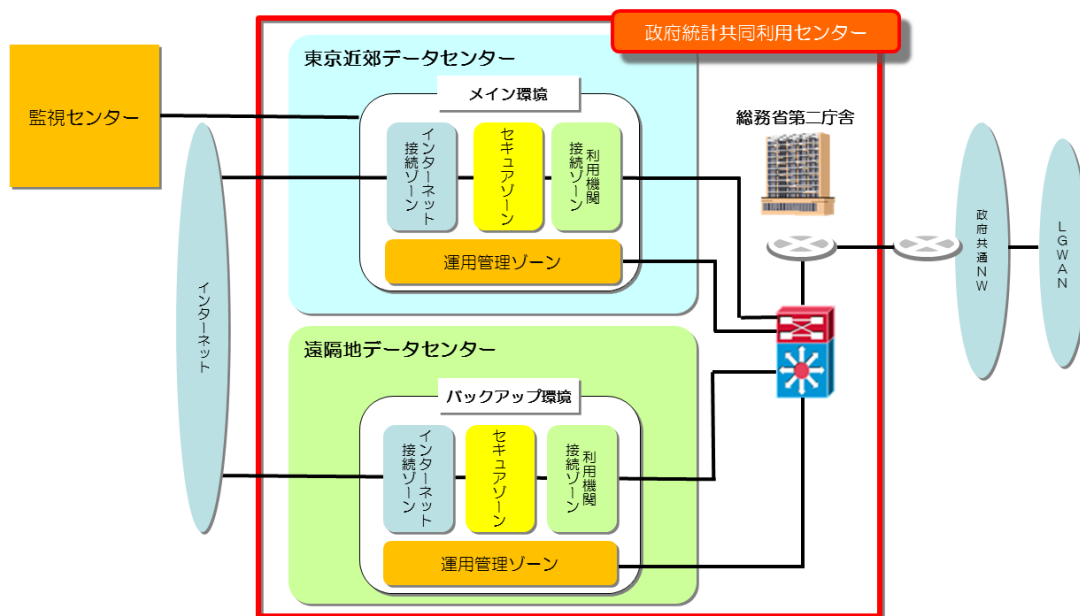 政府統計共同利用センター
東京近郊データセンター
監視センター
メイン環境
インターネット
接続ゾーン
セキュアゾーン
利用機関
接続ゾーン
運用管理ゾーン
総務省第二庁舎
政府共通NW
LGWAN
インターネット
遠隔地データセンター
バックアップ環境
インターネット
接続ゾーン
セキュアゾーン
利用機関
接続ゾーン
運用管理ゾーン